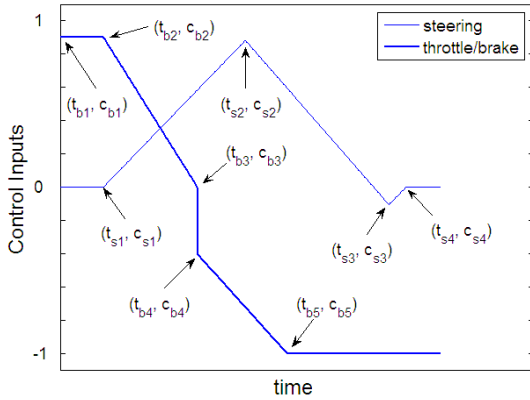 1
(t_b2, c_b2)
steering
throttle/brake
(t_b1, c_b1)
(t_s2, c_s2)
(t_b3, c_b3)
Control Inputs
0
(t_s1, c_s1)
(t_s4, c_s4)
(t_s3, c_s3)
(t_b4, c_b4)
(t_b5, c_b5)
-1
time